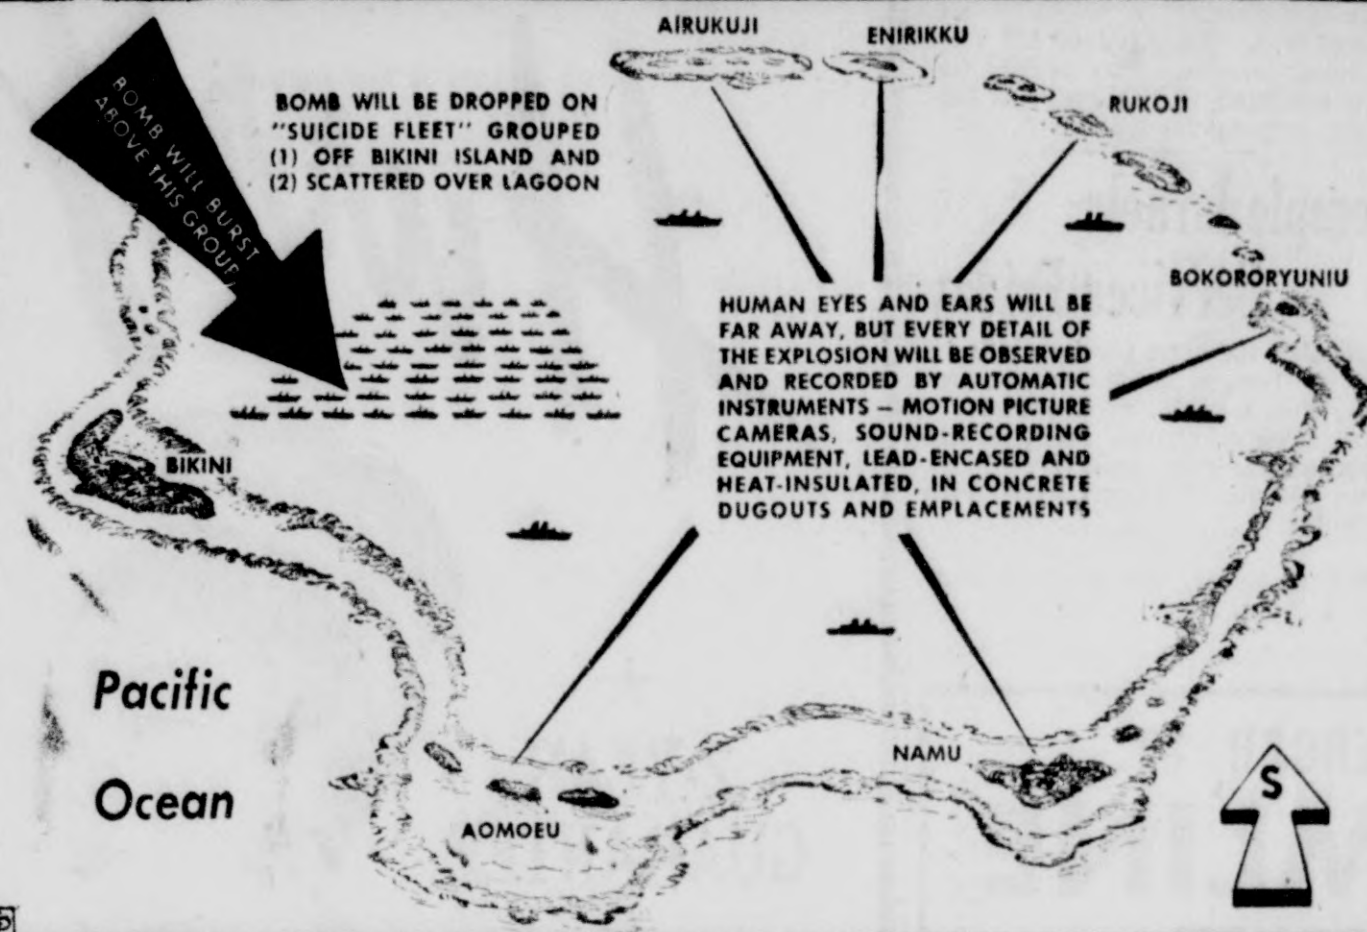 AIRUKUJI
ENIRIKKU
RUKOJI
BOKORORYUNIU
BOMB WILL BURST
ABOVE THIS GROUP
BOMB WILL BE DROPPED ON
"SUICIDE FLEET" GROUPED
(1) OFF BIKINI ISLAND AND
(2) SCATTERED OVER LAGOON
HUMAN EYES AND EARS WILL BE
FAR AWAY, BUT EVERY DETAIL OF
THE EXPLOSION WILL BE OBSERVED
AND RECORDED BY AUTOMATIC
INSTRUMENTS – MOTION PICTURE
CAMERAS, SOUND-RECORDING
EQUIPMENT, LEAD-ENCASED AND
HEAT-INSULATED, IN CONCRETE
DUGOUTS AND EMPLACEMENTS
BIKINI
Pacific
Ocean
AOMOEU
NAMU
S